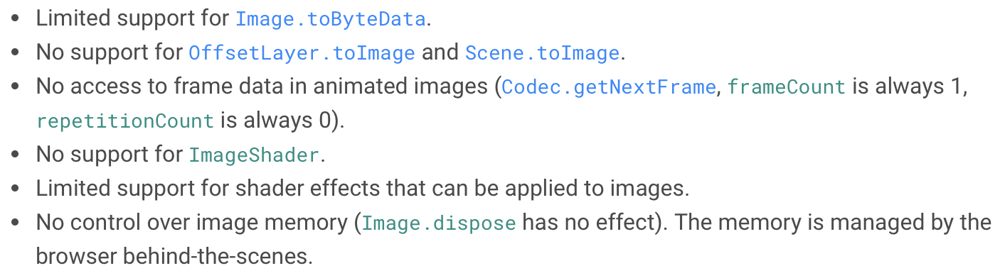 • Limited support for Image.toByteData.
• No support for OffsetLayer.toImage and Scene.toImage.
• No access to frame data in animated images (Codec.getNextFrame, frameCount is always 1,
repetitionCount is always 0).
• No support for ImageShader.
• Limited support for shader effects that can be applied to images.
• No control over image memory (Image.dispose has no effect). The memory is managed by the
browser behind-the-scenes.